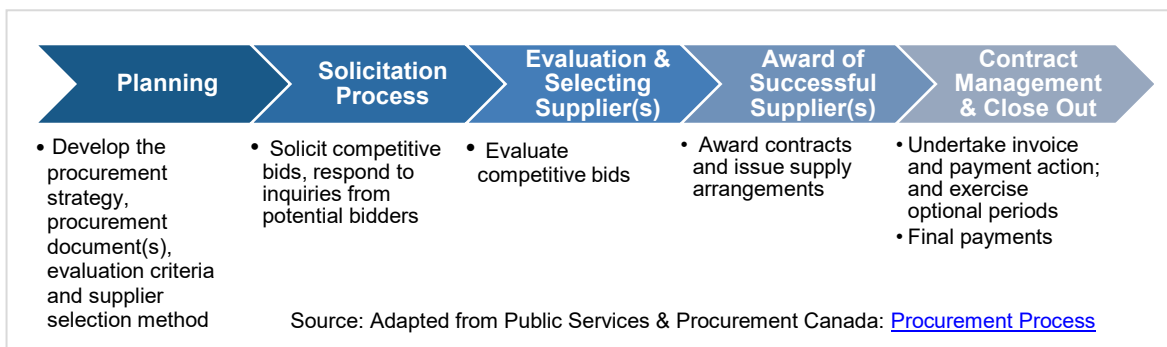 Planning
Solicitation
Process
Evaluation &
Selecting
Supplier(s)
Award of
Successful
Supplier(s)
Contract
Management
& Close Out
• Develop the
procurement
strategy,
procurement
document(s),
evaluation criteria
and supplier
selection method
• Solicit competitive
bids, respond to
inquiries from
potential bidders
• Evaluate
competitive bids
• Award contracts
and issue supply
arrangements
• Undertake invoice
and payment action;
and exercise
optional periods
• Final payments
Source: Adapted from Public Services & Procurement Canada: Procurement Process